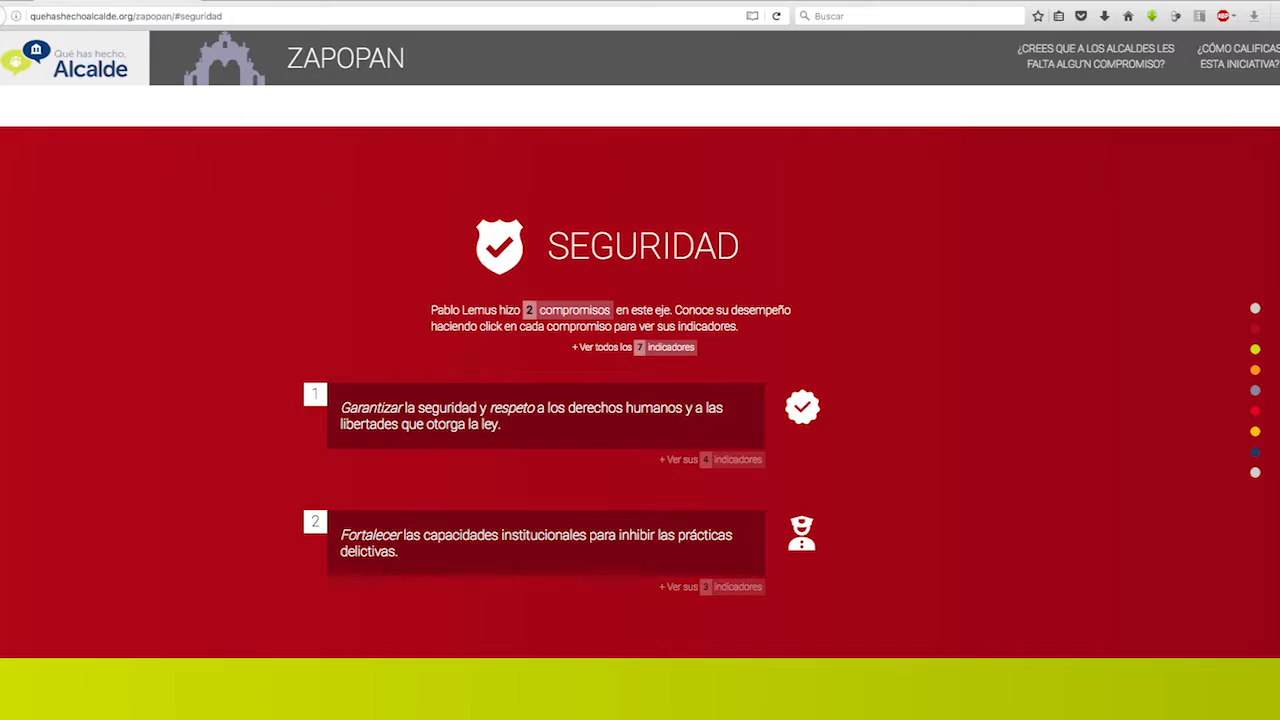 quehashechoalcalde.org/zapopan/#seguridad
Buscar
ABP
Qué has hecho,
Alcalde
ZAPOPAN
¿CREES QUE A LOS ALCALDES LES
FALTA ALGU'N COMPROMISO?
¿CÓMO CALIFICAS
ESTA INICIATIVA?
SEGURIDAD
Pablo Lemus hizo 2 compromisos en este eje. Conoce su desempeño
haciendo click en cada compromiso para ver sus indicadores.
+ Ver todos los 7 indicadores
1
Garantizar la seguridad y respeto a los derechos humanos y a las
libertades que otorga la ley.
+ Ver sus 4 indicadores
2
Fortalecer las capacidades institucionales para inhibir las prácticas
delictivas.
+ Ver sus 3 indicadores